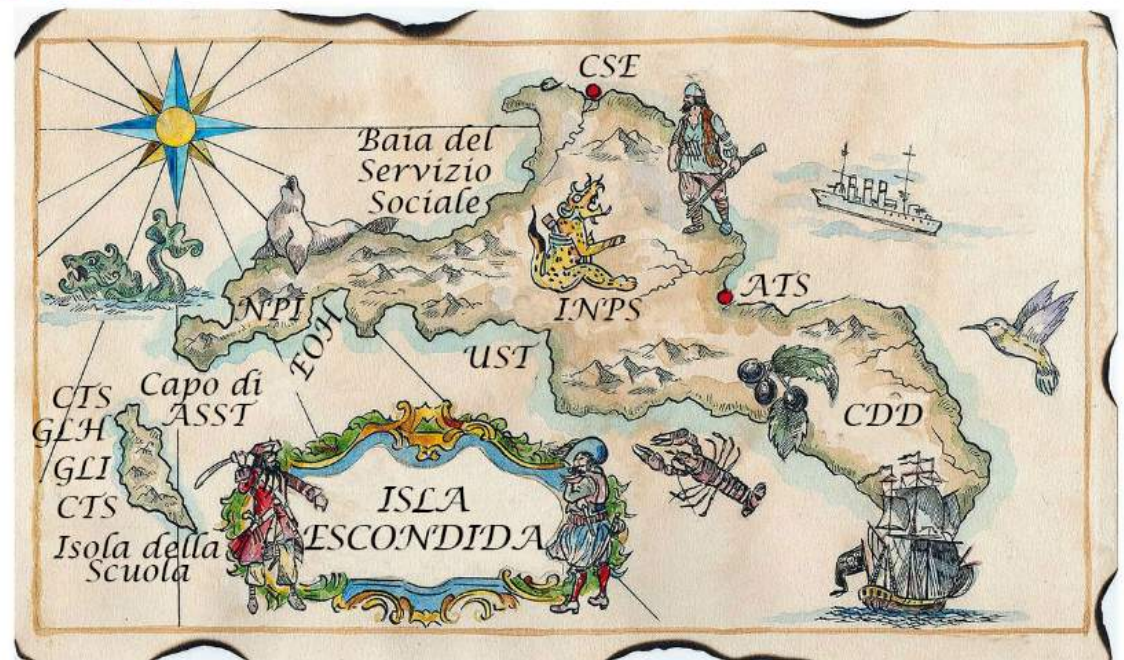 CSE
Baia del
Servizio
Sociale
ATS
INPI
INPS
EOH
UST
Capo di
ASST
CTS
GLH
GLI
CTS
Isola della
Scuola
CDD
ISLA
ESCONDIDA